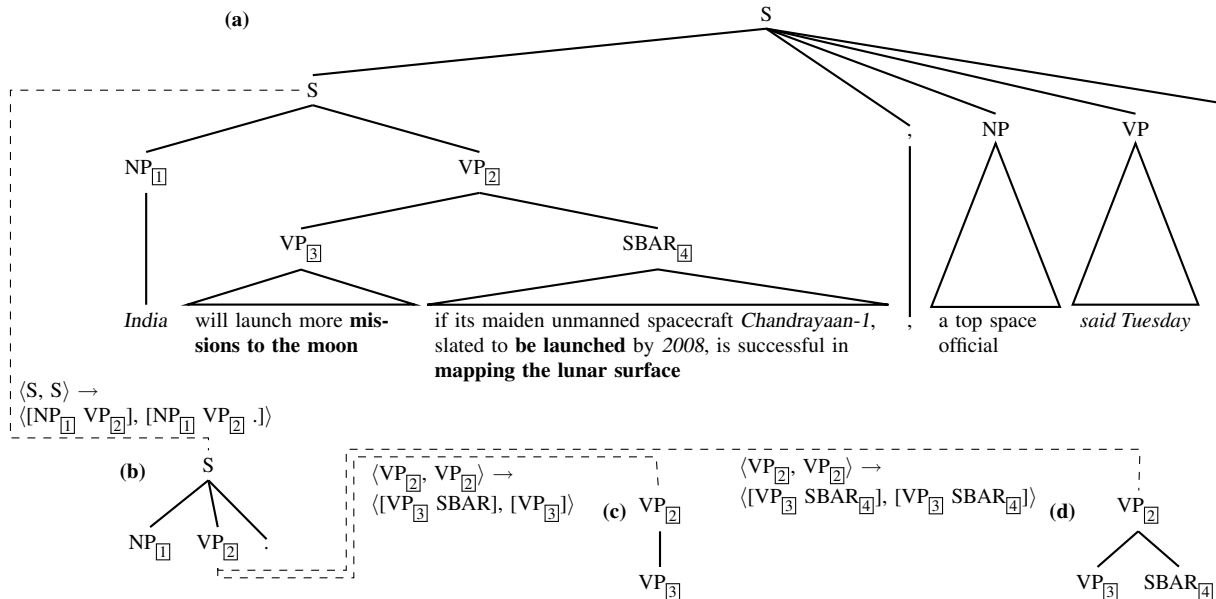 (a)
S
S
, NP VP
NP1 VP2
VP3 SBAR4
India will launch more mis- if its maiden unmanned spacecraft Chandrayaan-1, , a top space said Tuesday
sions to the moon slated to be launched by 2008, is successful in official
mapping the lunar surface
⟨S, S⟩ →
⟨[NP1 VP2], [NP1 VP2 .]⟩
(b) S
NP1 VP2 .
⟨VP2, VP2⟩ →
⟨[VP3 SBAR], [VP3]⟩
(c) VP2
VP3
⟨VP2, VP2⟩ →
⟨[VP3 SBAR4], [VP3 SBAR4]⟩
(d) VP2
VP3 SBAR4